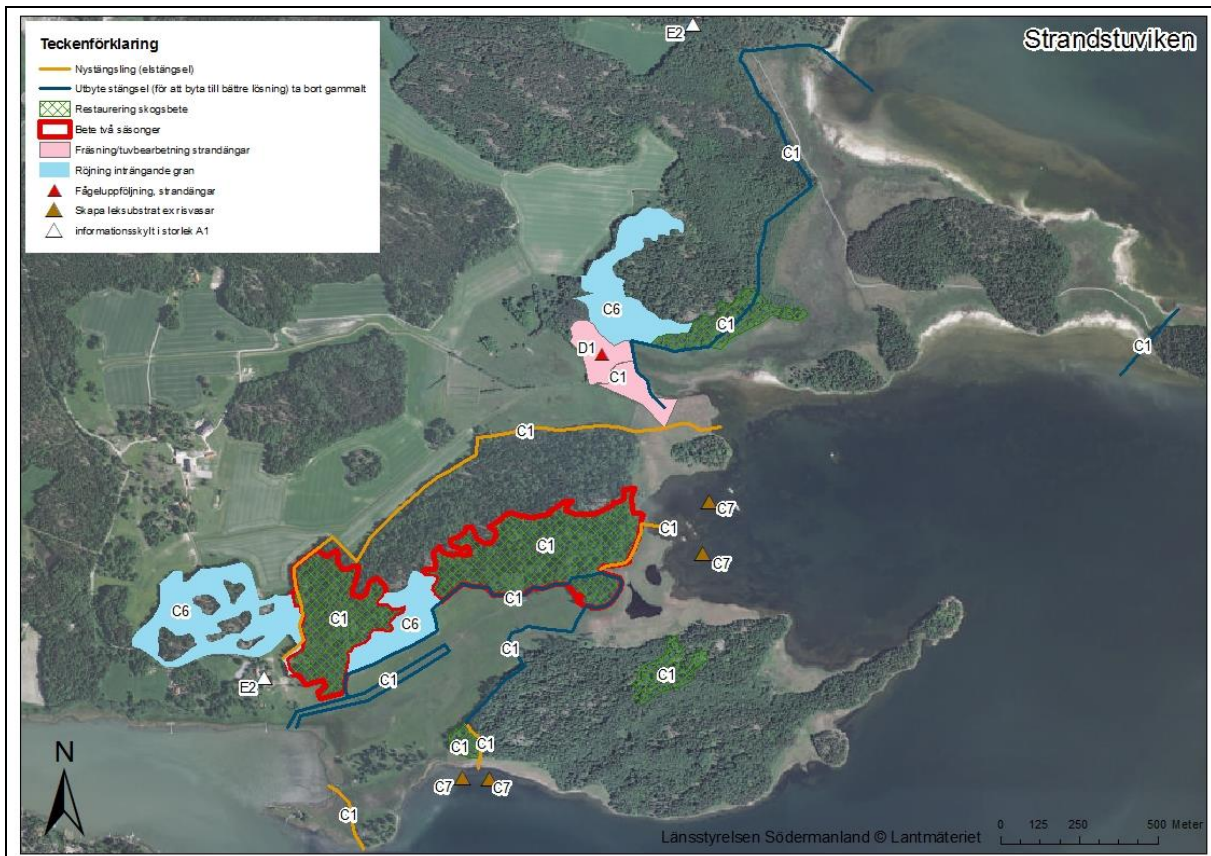 Strandstuviken
Teckenförklaring
Nystängsling (elstängsel)
Utbyte stängsel (för att byta till bättre lösning) ta bort gammalt
Restaurering skogsbete
Bete två säsonger
Fräsning/tuvbearbetning strandängar
Röjning inträngande gran
Fågeluppföljning, strandängar
Skapa leksubstrat ex risvasar
informationsskylt i storlek A1
E2
C1
C6
C1
C1
D1
C1
C1
C7
C1
C1
C7
C1
C1
C6
C6
C1
C1
C1
E2
C1
C1
C1
C7
C7
C1
N
0 125 250 500 Meter
Länsstyrelsen Södermanland © Lantmäteriet